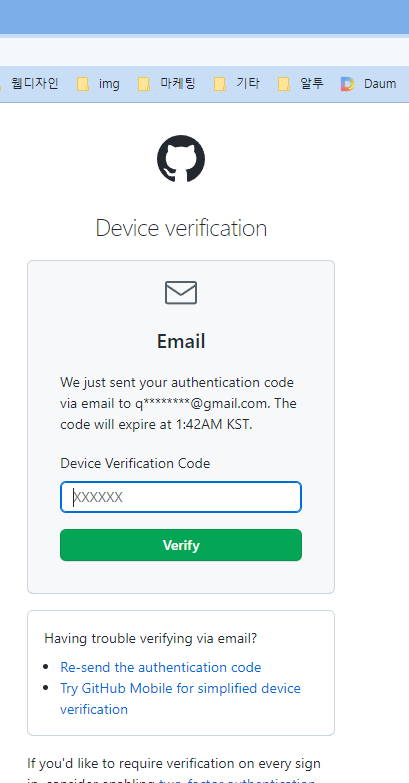 웹디자인 img 마케팅 기타 알투 Daum
Device verification
Email
We just sent your authentication code
via email to q********@gmail.com. The
code will expire at 1:42AM KST.
Device Verification Code
XXXXXX
Verify
Having trouble verifying via email?
Re-send the authentication code
Try GitHub Mobile for simplified device
verification
If you'd like to require verification on every sign
in, consider enabling two-factor authentication